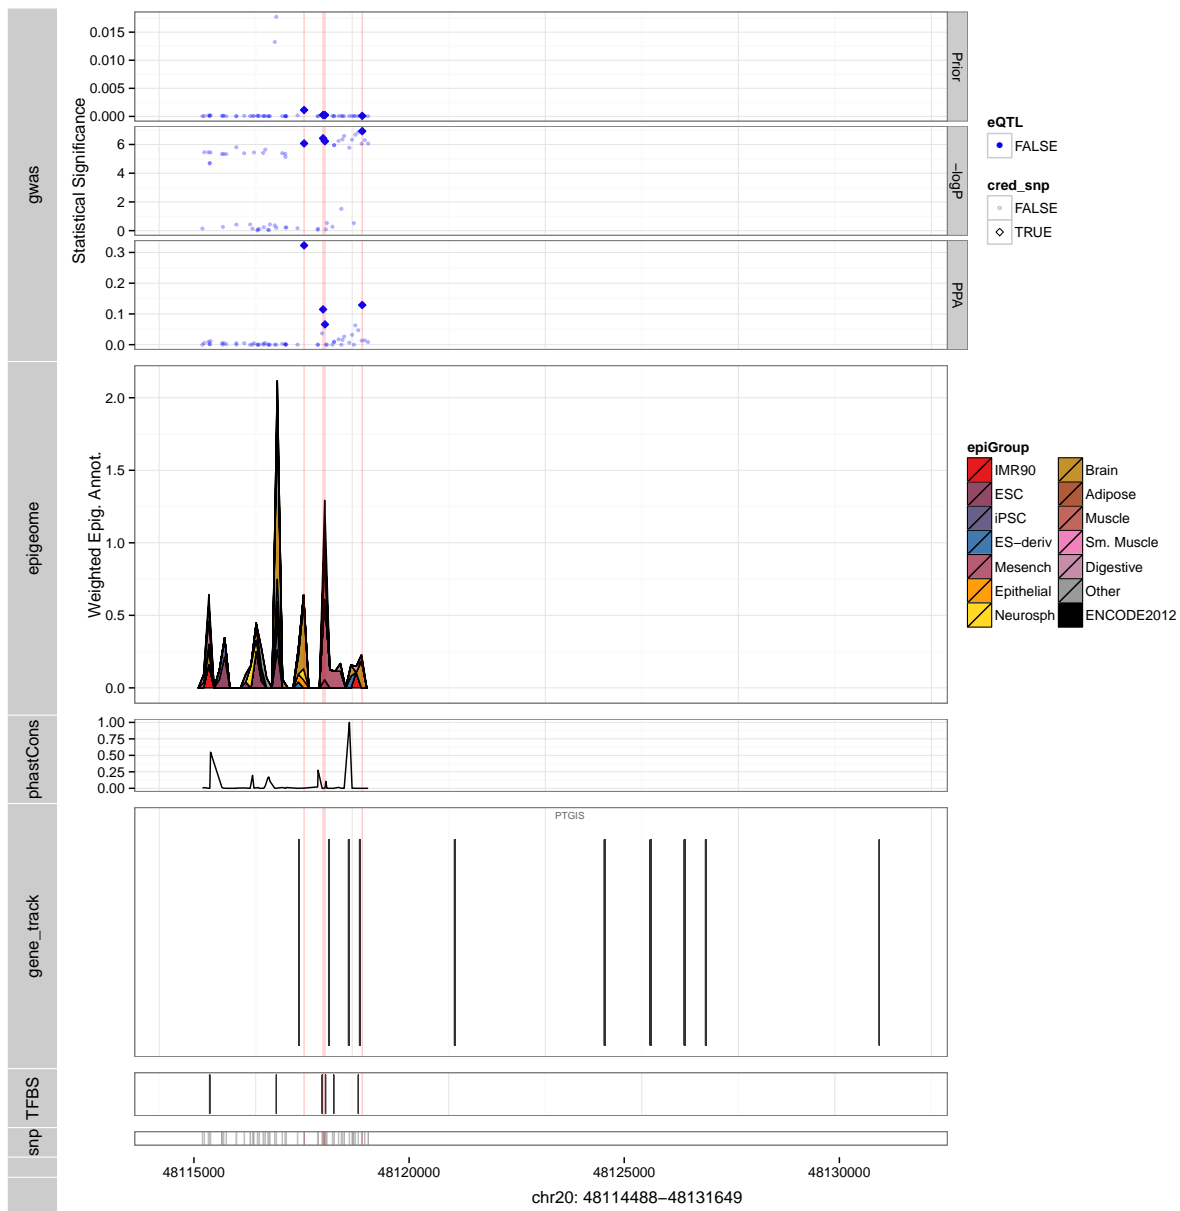 gwas
Statistical Significance
0.015
0.010
0.005
0.000
Prior
6
4
2
0
−logP
0.3
0.2
0.1
0.0
PPA
eQTL
FALSE
cred_snp
FALSE
TRUE
epigeome
Weighted Epig. Annot.
2.0
1.5
1.0
0.5
0.0
epiGroup
IMR90
ESC
iPSC
ES−deriv
Mesench
Epithelial
Neurosph
Brain
Adipose
Muscle
Sm. Muscle
Digestive
Other
ENCODE2012
phastCons
1.00
0.75
0.50
0.25
0.00
gene_track
PTGIS
TFBS
snp
48115000 48120000 48125000 48130000
chr20: 48114488−48131649